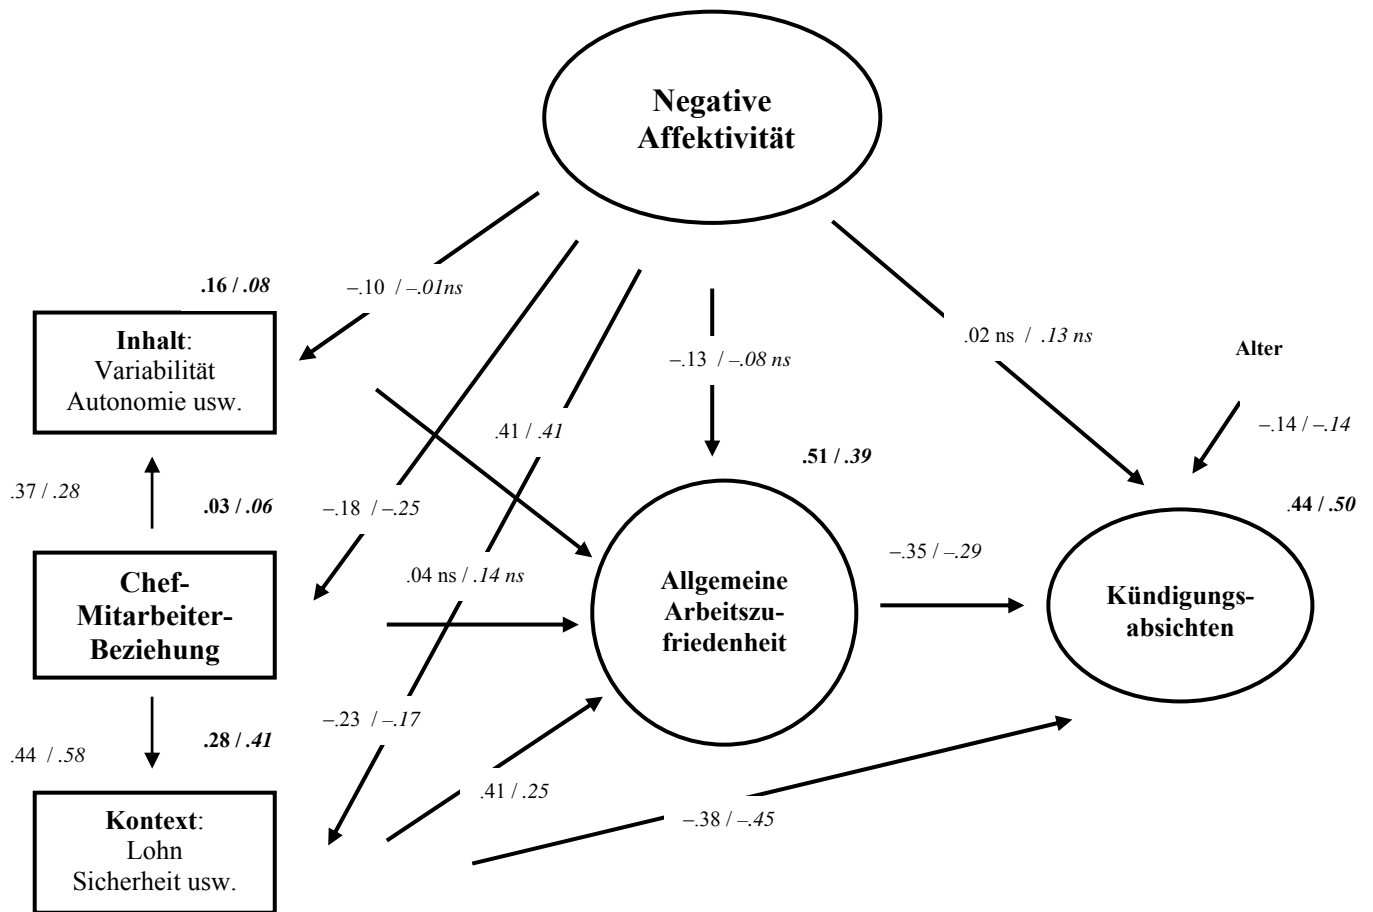 Negative
Affektivität
.16 / .08
–.10 / –.01ns
Inhalt:
Variabilität
Autonomie usw.
–.13 / –.08 ns
.02 ns / .13 ns
Alter
–.14 / –.14
.41 / .41
.51 / .39
.37 / .28
.03 / .06
–.18 / –.25
.44 / .50
Chef-
Mitarbeiter-
Beziehung
.04 ns / .14 ns
Allgemeine
Arbeitszu-
friedenheit
–.35 / –.29
Kündigungs-
absichten
.44 / .58
.28 / .41
–.23 / –.17
.41 / .25
–.38 / –.45
Kontext:
Lohn
Sicherheit usw.